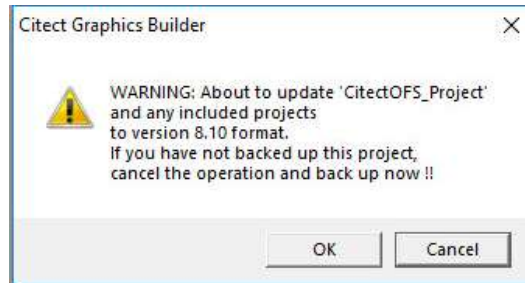 Citect Graphics Builder
WARNING: About to update 'CitectOFS_Project'
and any included projects
to version 8.10 format.
If you have not backed up this project,
cancel the operation and back up now !!
OK
Cancel